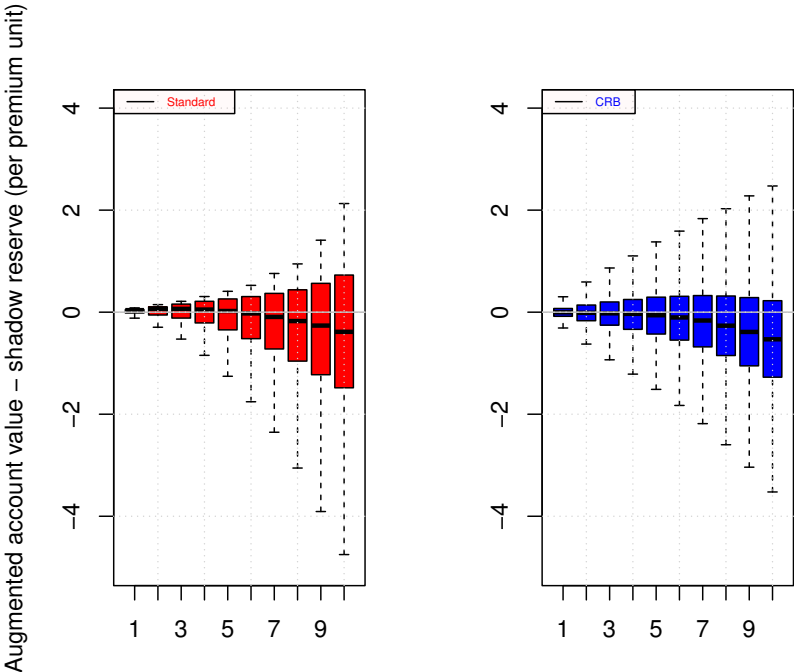 Augmented account value − shadow reserve (per premium unit)
Standard
4
2
0
−2
−4
1 3 5 7 9
CRB
4
2
0
−2
−4
1 3 5 7 9